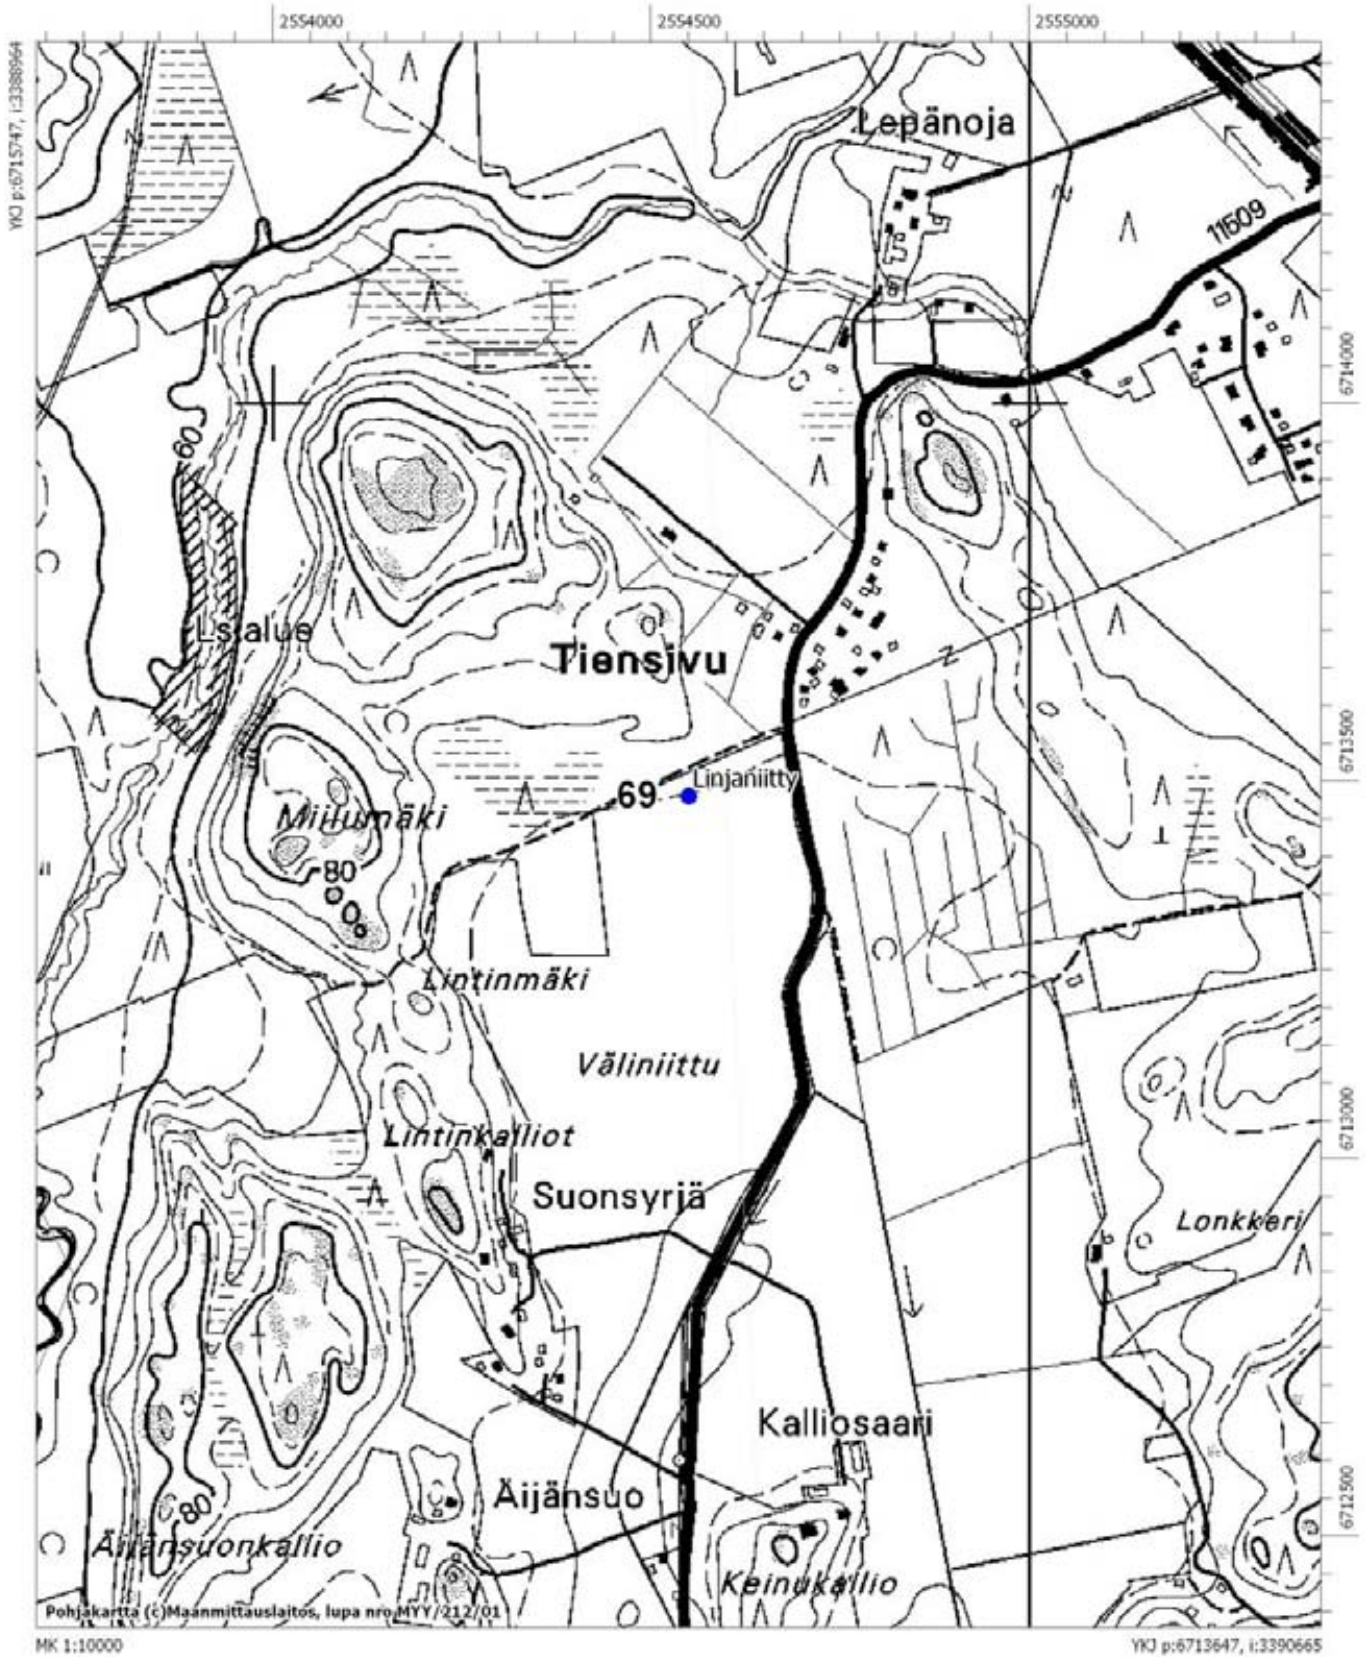 2554000
2554500
2555000
YKJ p:6715747, i:3388964
Lepänoja
11609
6714000
60
Ls.alue
Tiensivu
6713500
69
Linjaniitty
Miilumäki
80
Lintinmäki
Väliniittu
6713000
Lintinkalliot
Suonsyrjä
Lonkkeri
Kalliosaari
Äijänsuo
6712500
80
Äijänsuonkallio
Keinukallio
Pohjakartta (c)Maanmittauslaitos, lupa nro MYY/212/01
MK 1:10000
YKJ p:6713647, i:3390665